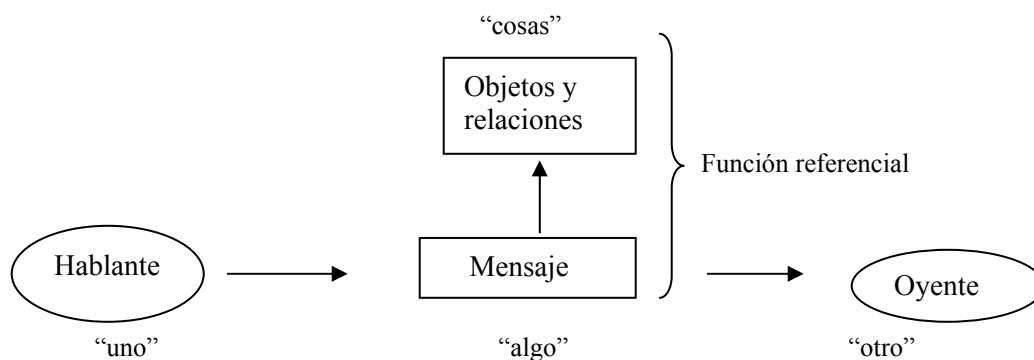 “cosas”
Objetos y
relaciones
Función referencial
Hablante
Mensaje
Oyente
“uno”
“algo”
“otro”